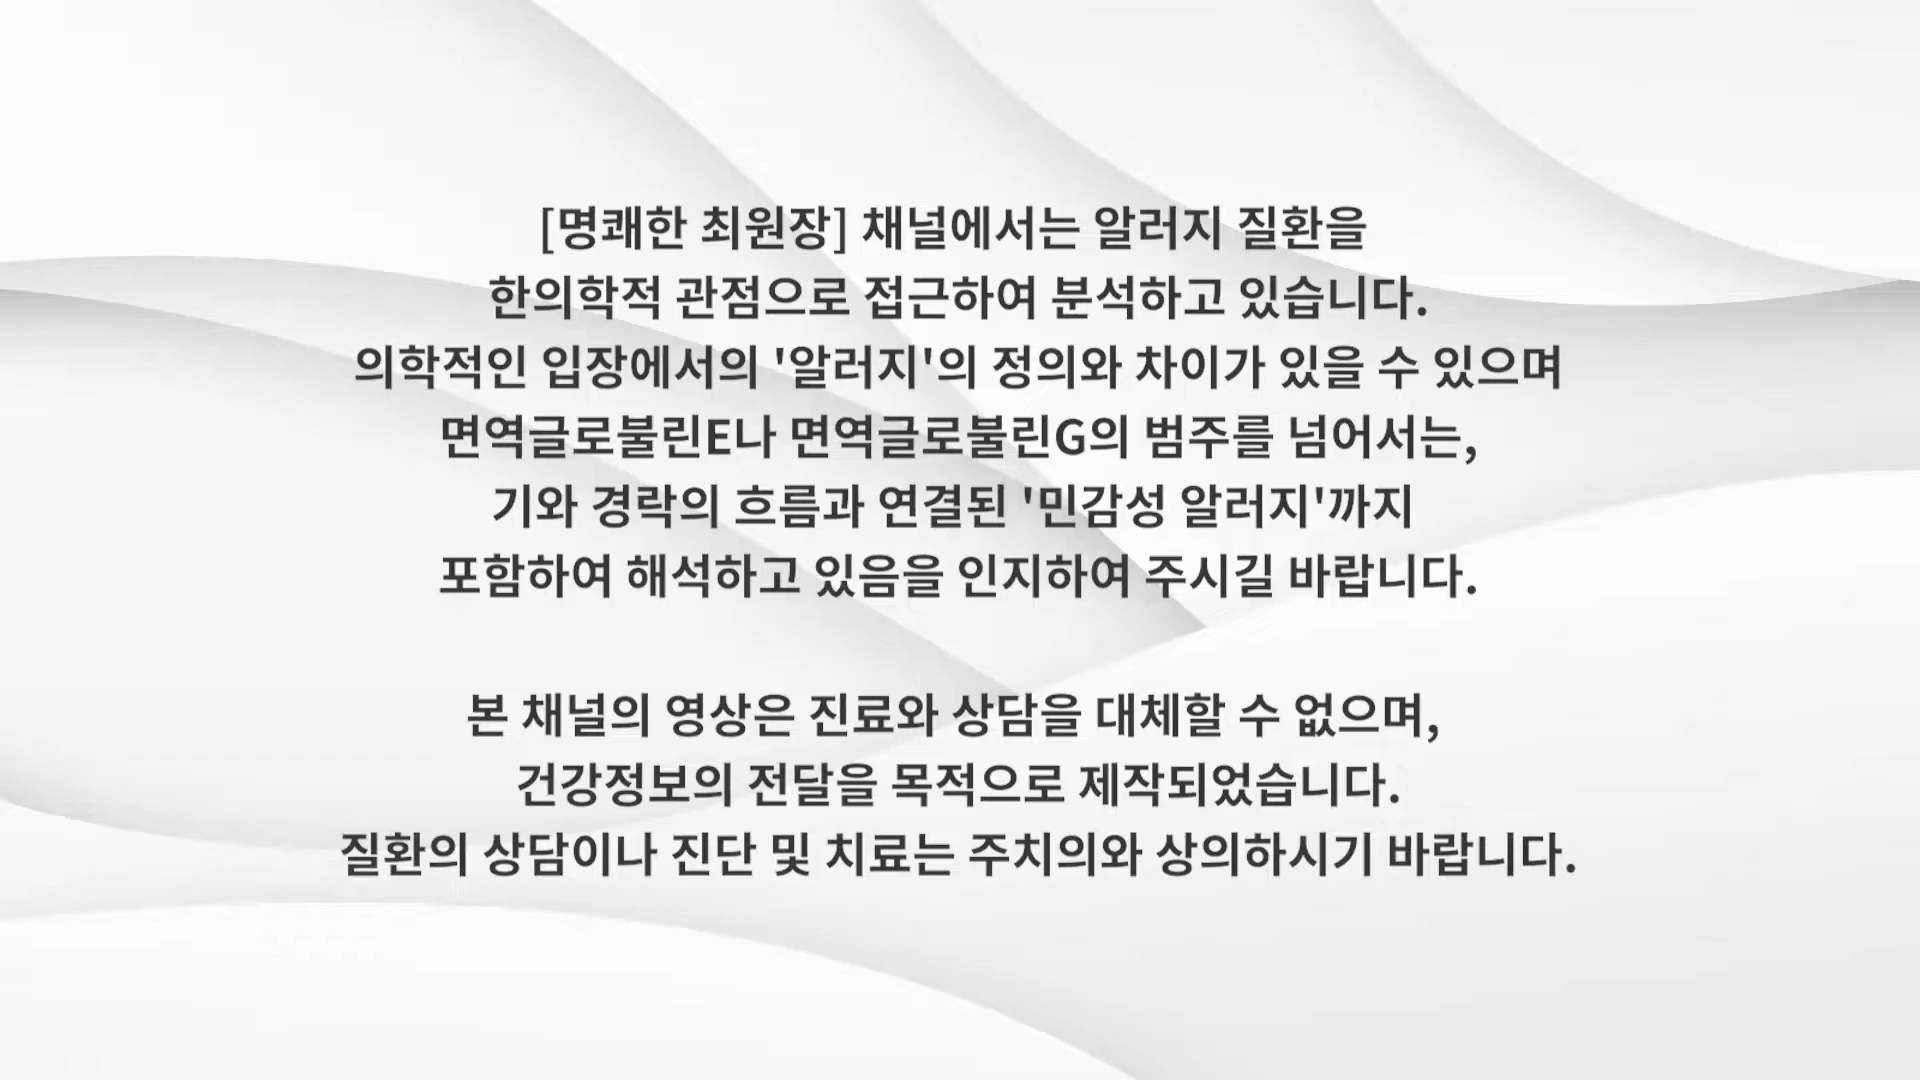 [명쾌한 최원장] 채널에서는 알러지 질환을
한의학적 관점으로 접근하여 분석하고 있습니다.
의학적인 입장에서의 '알러지'의 정의와 차이가 있을 수 있으며
면역글로불린E나 면역글로불린G의 범주를 넘어서는,
기와 경락의 흐름과 연결된 '민감성 알러지'까지
포함하여 해석하고 있음을 인지하여 주시길 바랍니다.
본 채널의 영상은 진료와 상담을 대체할 수 없으며,
건강정보의 전달을 목적으로 제작되었습니다.
질환의 상담이나 진단 및 치료는 주치의와 상의하시기 바랍니다.